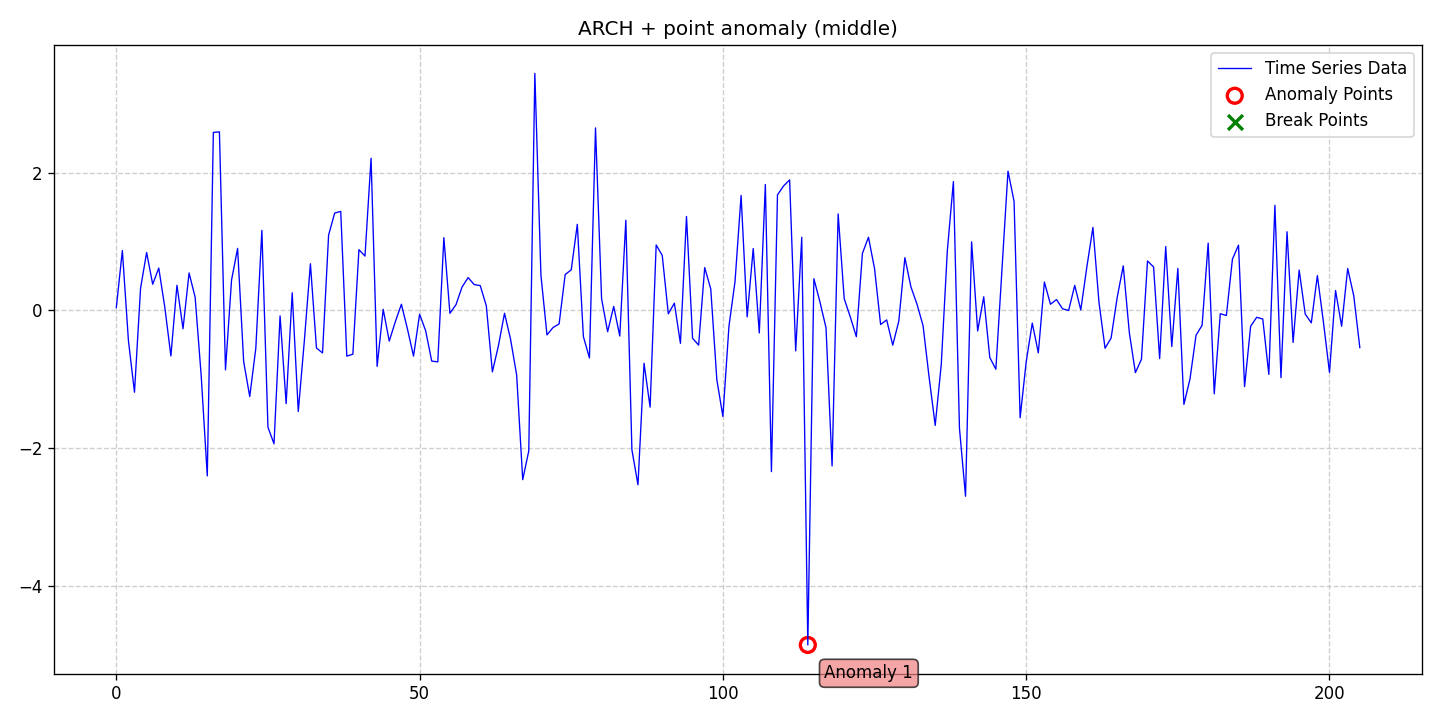 ARCH + point anomaly (middle)
Time Series Data
Anomaly Points
Break Points
2
0
−2
−4
Anomaly 1
0
50
100
150
200